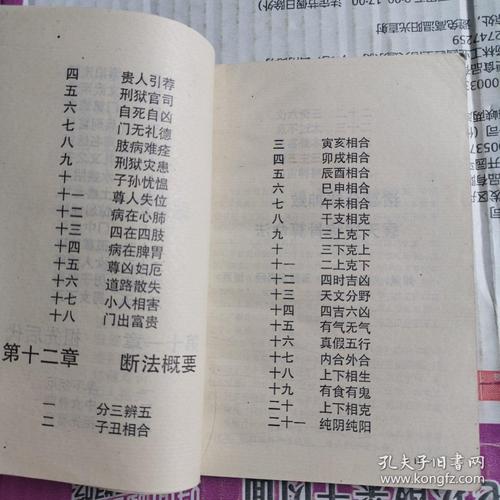 四 贵人引荐
五 刑狱官司
六 自死自凶
七 门无礼德
八 肢病难痊
九 刑狱灾患
十 子孙忧愠
十一 尊人失位
十二 病在心肺
十三 四在四肢
十四 病在脾胃
十五 尊凶妇厄
十六 道路散失
十七 小人相害
十八 门出富贵
第十二章 断法概要
一 分三辨五
二 子丑相合
三 寅亥相合
四 卯戌相合
五 辰酉相合
六 巳申相合
七 午未相合
八 干支相克
九 三上克下
十 三下克上
十一 二上克下
十二 四时吉凶
十三 天文分野
十四 四吉六凶
十五 有气无气
十六 真假五行
十七 内合外合
十八 上下相生
十九 有食有鬼
二十 上下相克
二十一 纯阴纯阳
孔夫子旧书网
www.kongfz.com